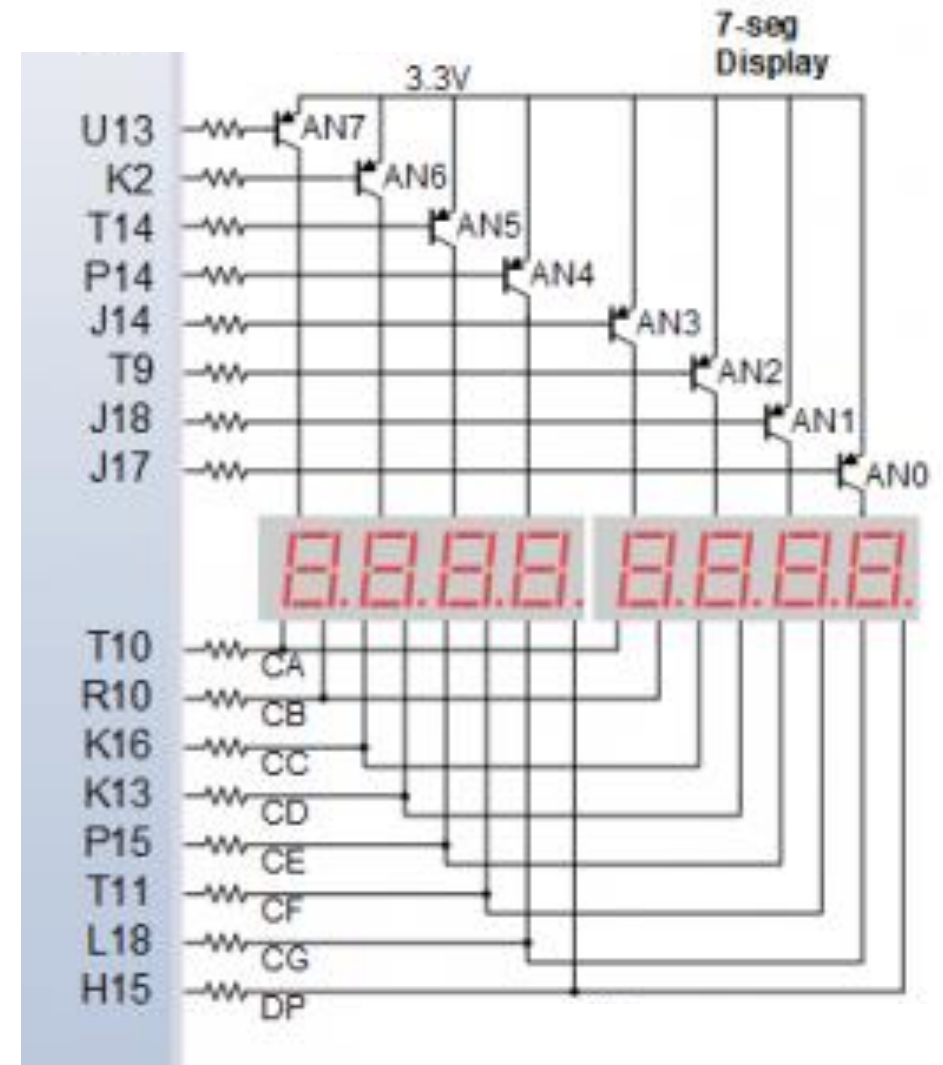 7-seg
Display
3.3V
U13 AN7
K2 AN6
T14 AN5
P14 AN4
J14 AN3
T9 AN2
J18 AN1
J17 AN0
T10 CA
R10 CB
K16 CC
K13 CD
P15 CE
T11 CF
L18 CG
H15 DP